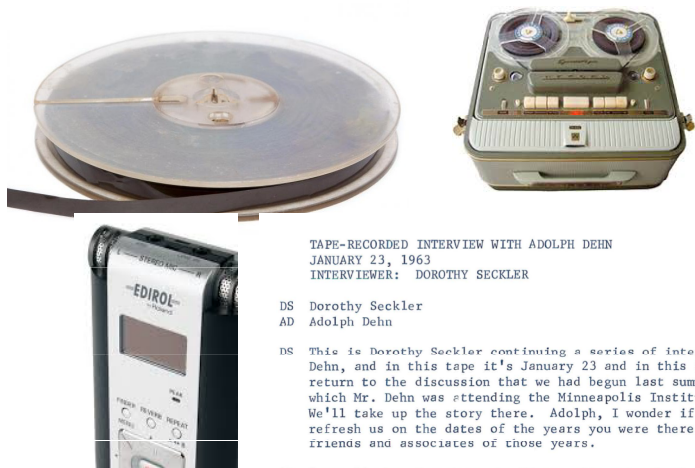 STEREO MIC R
EDIROL
by Roland
PEAK
FINDER REVERB REPEAT
MENU
TAPE-RECORDED INTERVIEW WITH ADOLPH DEHN
JANUARY 23, 1963
INTERVIEWER: DOROTHY SECKLER
DS Dorothy Seckler
AD Adolph Dehn
DS This is Dorothy Seckler continuing a series of inte
Dehn, and in this tape it's January 23 and in this
return to the discussion that we had begun last sum
which Mr. Dehn was attending the Minneapolis Instit
We'll take up the story there. Adolph, I wonder if
refresh us on the dates of the years you were there
friends and associates of those years.